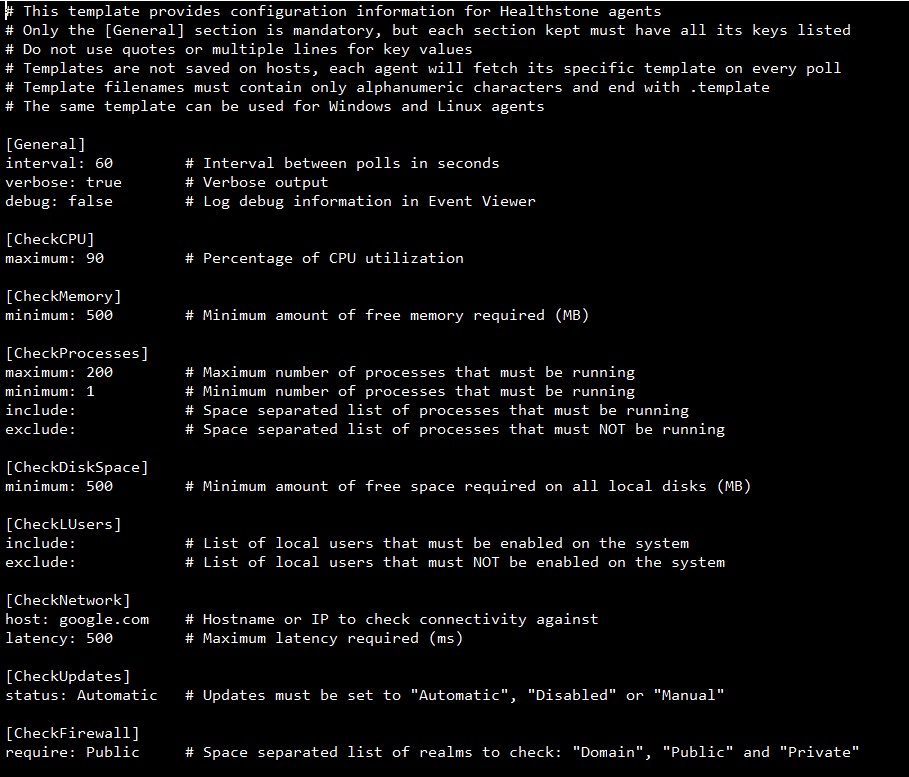 # This template provides configuration information for Healthstone agents
# Only the [General] section is mandatory, but each section kept must have all its keys listed
# Do not use quotes or multiple lines for key values
# Templates are not saved on hosts, each agent will fetch its specific template on every poll
# Template filenames must contain only alphanumeric characters and end with .template
# The same template can be used for Windows and Linux agents

[General]
interval: 60        # Interval between polls in seconds
verbose: true       # Verbose output
debug: false        # Log debug information in Event Viewer

[CheckCPU]
maximum: 90         # Percentage of CPU utilization

[CheckMemory]
minimum: 500        # Minimum amount of free memory required (MB)

[CheckProcesses]
maximum: 200        # Maximum number of processes that must be running
minimum: 1          # Minimum number of processes that must be running
include:            # Space separated list of processes that must be running
exclude:            # Space separated list of processes that must NOT be running

[CheckDiskSpace]
minimum: 500        # Minimum amount of free space required on all local disks (MB)

[CheckLUsers]
include:            # List of local users that must be enabled on the system
exclude:            # List of local users that must NOT be enabled on the system

[CheckNetwork]
host: google.com    # Hostname or IP to check connectivity against
latency: 500        # Maximum latency required (ms)

[CheckUpdates]
status: Automatic   # Updates must be set to "Automatic", "Disabled" or "Manual"

[CheckFirewall]
require: Public     # Space separated list of realms to check: "Domain", "Public" and "Private"